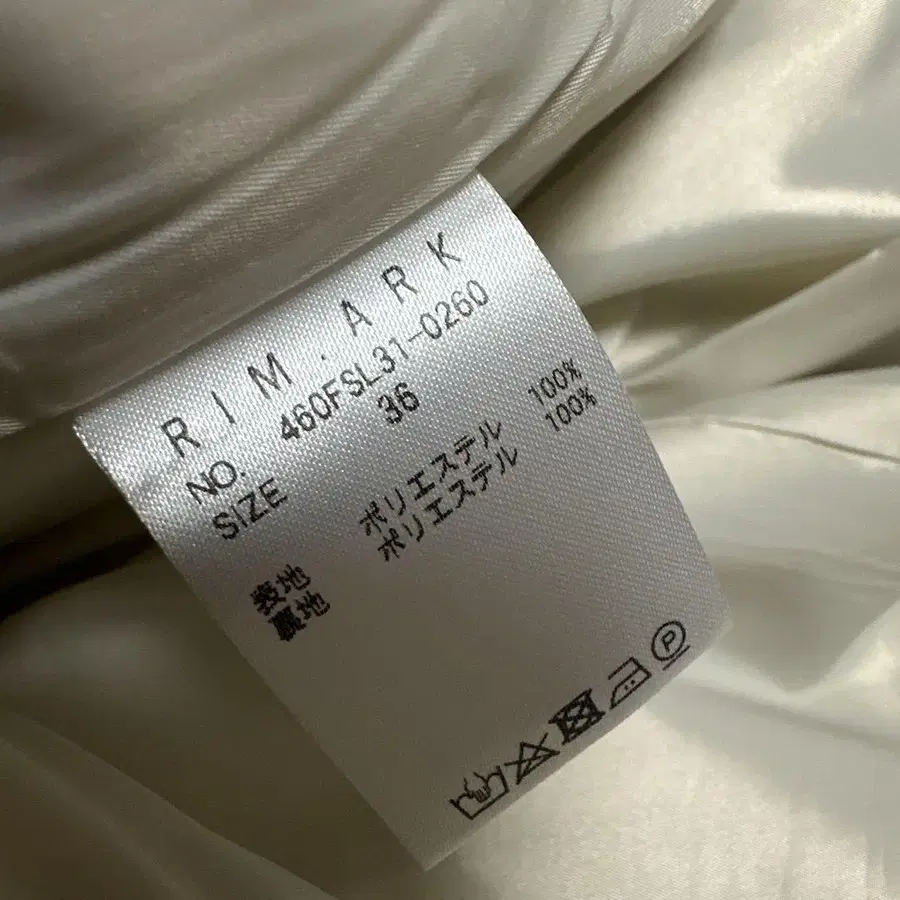 RIM.ARK
NO. 460FSL31-0260
SIZE 36
表地 ポリエステル 100%
裏地 ポリエステル 100%
P